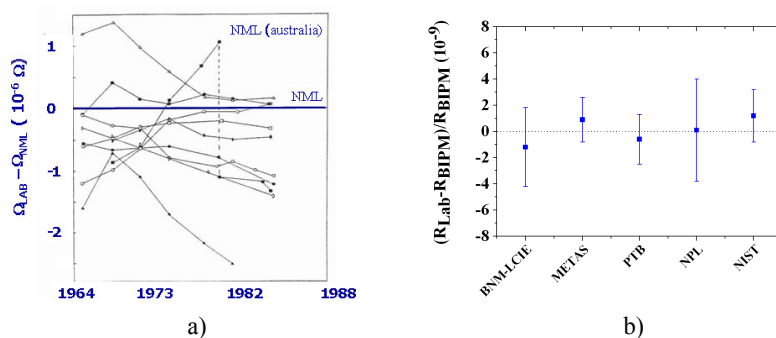 NML (australia)
NML
Ω_LAB – Ω_NML ( 10⁻⁶ Ω )
1
0
-0
-1
-2
1964
1973
1982
1988
a)
(R_Lab-R_BIPM)/R_BIPM (10⁻⁹)
8
6
4
2
0
-2
-4
-6
-8
BNM-LCIE
METAS
PTB
NPL
NIST
b)